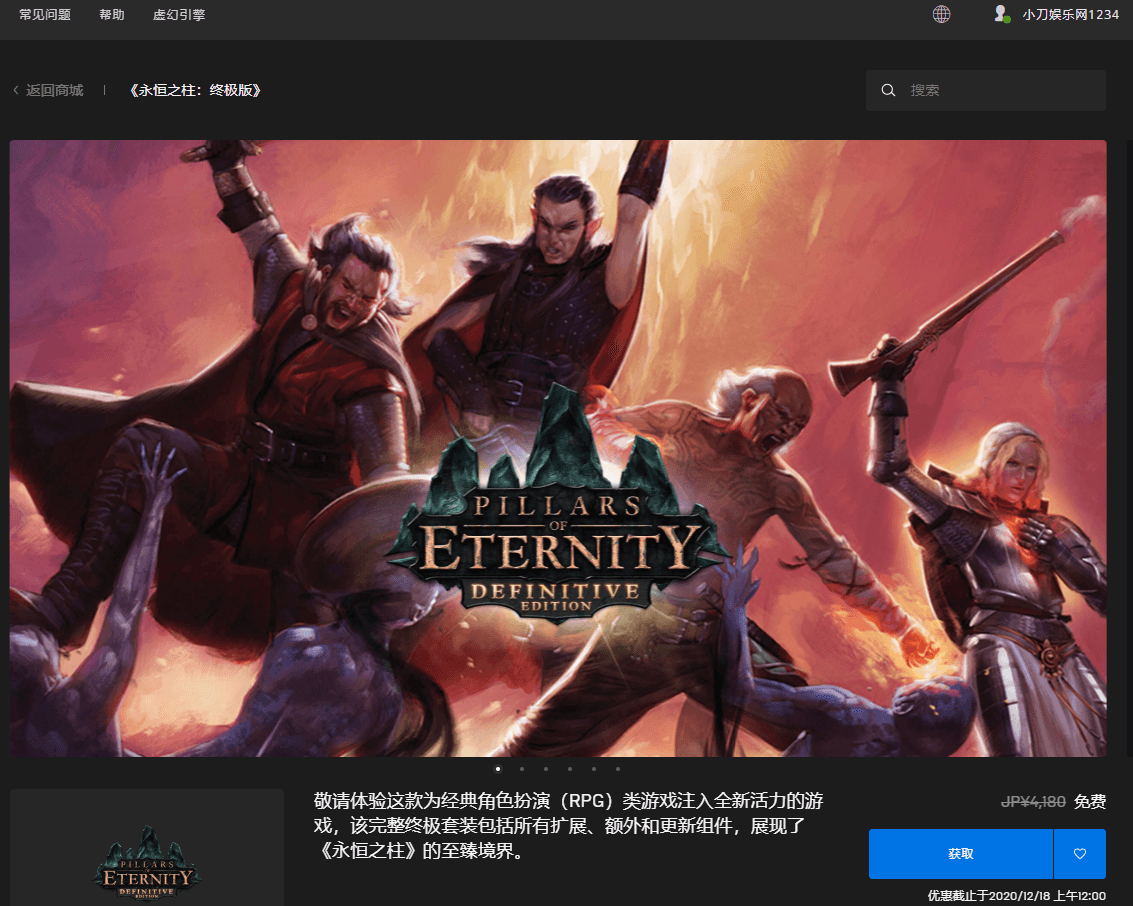 常见问题 帮助 虚幻引擎 小刀娱乐网1234
返回商城 《永恒之柱：终极版》 搜索
PILLARS
OF
ETERNITY
DEFINITIVE
EDITION
敬请体验这款为经典角色扮演（RPG）类游戏注入全新活力的游
戏，该完整终极套装包括所有扩展、额外和更新组件，展现了
《永恒之柱》的至臻境界。
JP¥4,180 免费
获取
优惠截止于2020/12/18 上午12:00
PILLARS
OF
ETERNITY
DEFINITIVE
EDITION